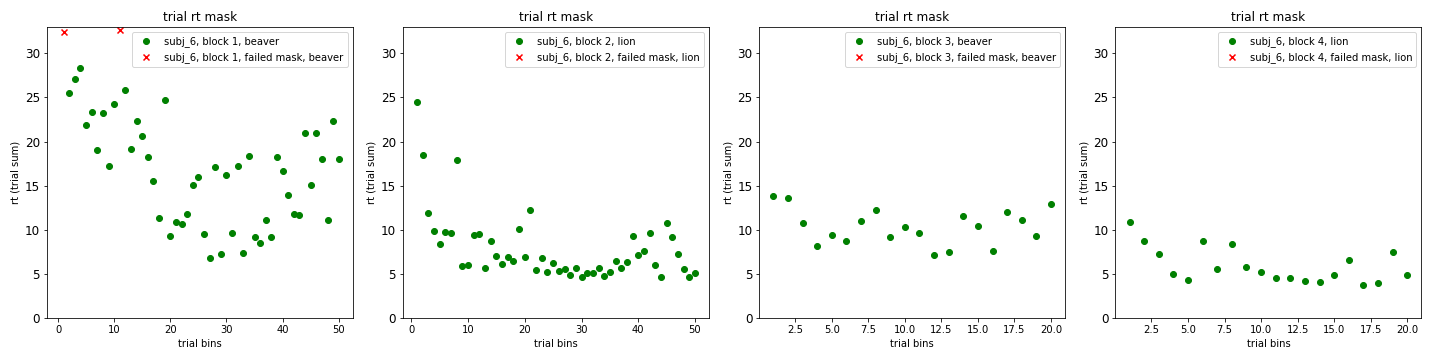 trial rt mask
subj_6, block 1, beaver
subj_6, block 1, failed mask, beaver
rt (trial sum)
30
25
20
15
10
5
0
0 10 20 30 40 50
trial bins
trial rt mask
subj_6, block 2, lion
subj_6, block 2, failed mask, lion
rt (trial sum)
30
25
20
15
10
5
0
0 10 20 30 40 50
trial bins
trial rt mask
subj_6, block 3, beaver
subj_6, block 3, failed mask, beaver
rt (trial sum)
30
25
20
15
10
5
0
2.5 5.0 7.5 10.0 12.5 15.0 17.5 20.0
trial bins
trial rt mask
subj_6, block 4, lion
subj_6, block 4, failed mask, lion
rt (trial sum)
30
25
20
15
10
5
0
2.5 5.0 7.5 10.0 12.5 15.0 17.5 20.0
trial bins